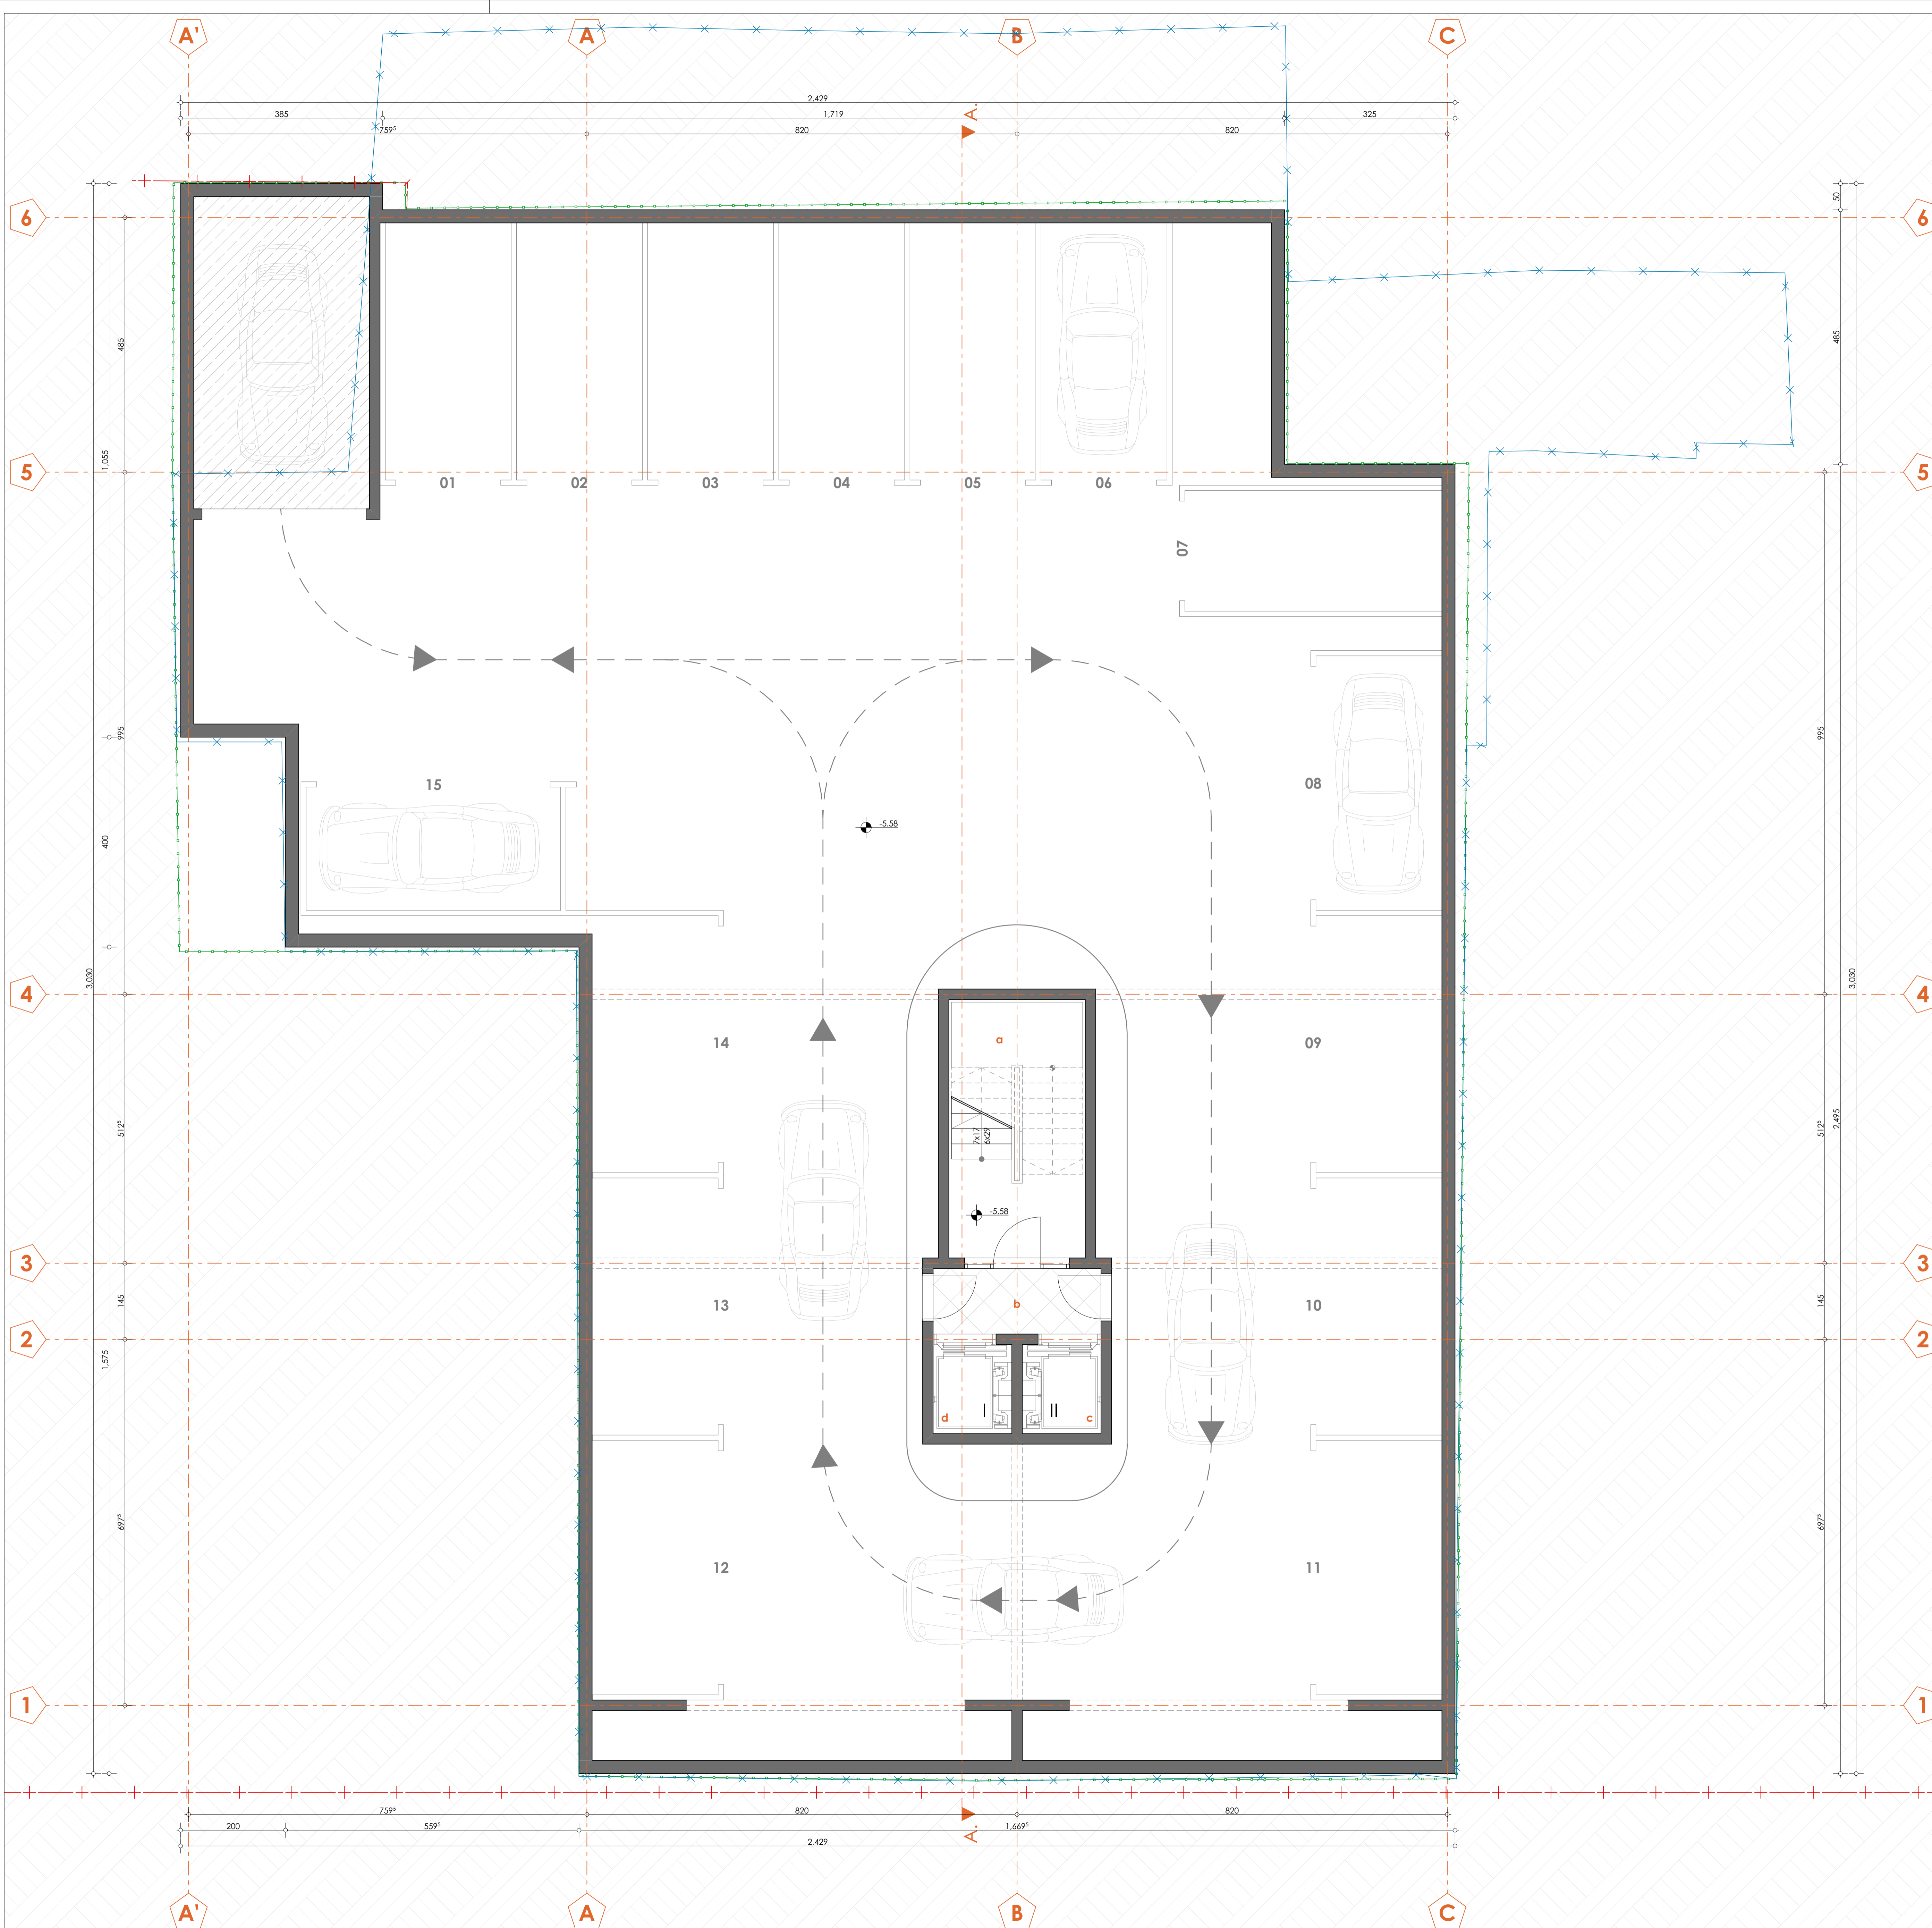 A' A B C
2,429
385 1,719 325
759⁵ 820 820
A.
6 6
50
485 485
01 02 03 04 05 06
5 5
1,055
07
995 995
15
08
400
-5.58
3,030 3,030
4 4
14
a
09
512⁵ 512⁵
2,495
7x17
6x29
-5.58
3 3
145 145
13
b
10
2 2
1,575
d I II c
697⁵ 697⁵
12 11
1 1
759⁵ 820 820
200 559⁵ 1,669⁵
A.
2,429
A' A B C